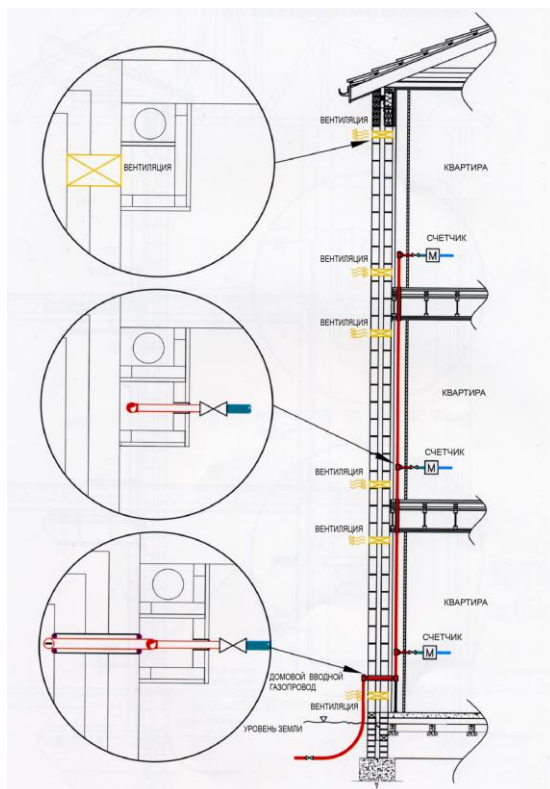 ВЕНТИЛЯЦИЯ
ВЕНТИЛЯЦИЯ
КВАРТИРА
СЧЕТЧИК
М
ВЕНТИЛЯЦИЯ
ВЕНТИЛЯЦИЯ
КВАРТИРА
СЧЕТЧИК
М
ВЕНТИЛЯЦИЯ
ВЕНТИЛЯЦИЯ
КВАРТИРА
СЧЕТЧИК
М
ДОМОВОЙ ВВОДНОЙ
ГАЗОПРОВОД
ВЕНТИЛЯЦИЯ
УРОВЕНЬ ЗЕМЛИ